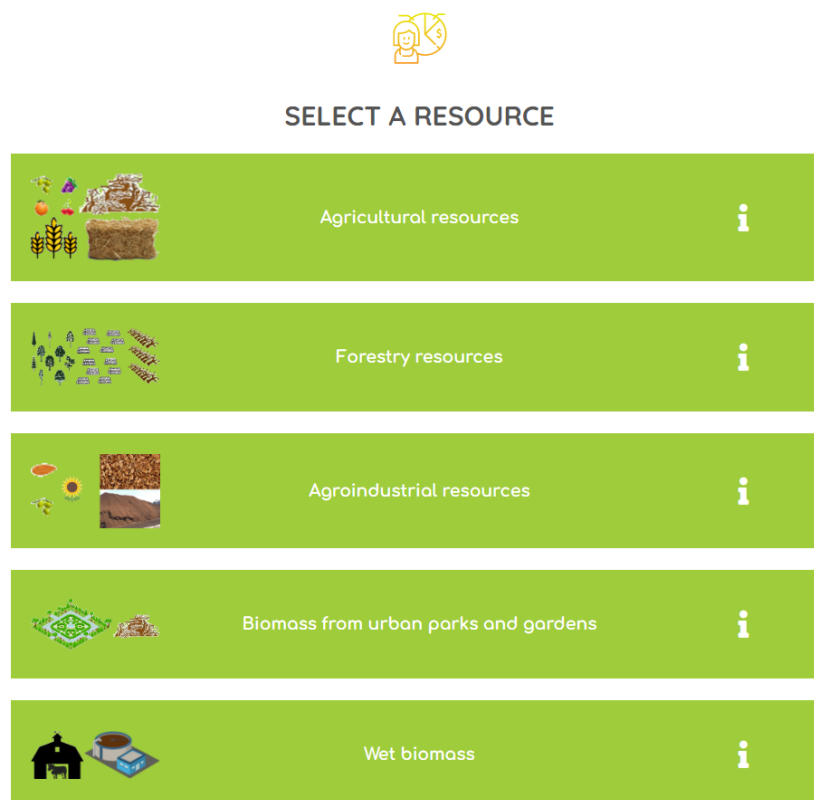 $
SELECT A RESOURCE
Agricultural resources
i
Forestry resources
i
Agroindustrial resources
i
Biomass from urban parks and gardens
i
Wet biomass
i